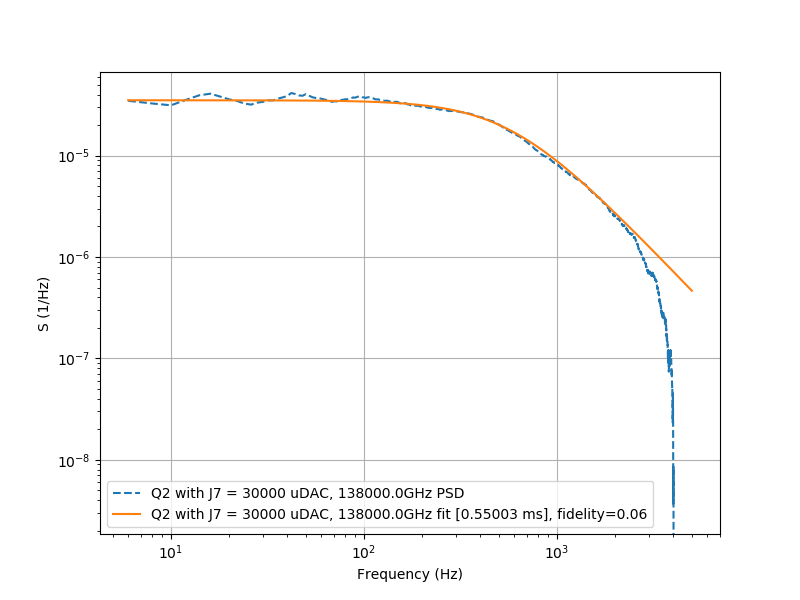 S (1/Hz)
10⁻⁵
10⁻⁶
10⁻⁷
10⁻⁸
Q2 with J7 = 30000 uDAC, 138000.0GHz PSD
Q2 with J7 = 30000 uDAC, 138000.0GHz fit [0.55003 ms], fidelity=0.06
10¹ 10² 10³
Frequency (Hz)